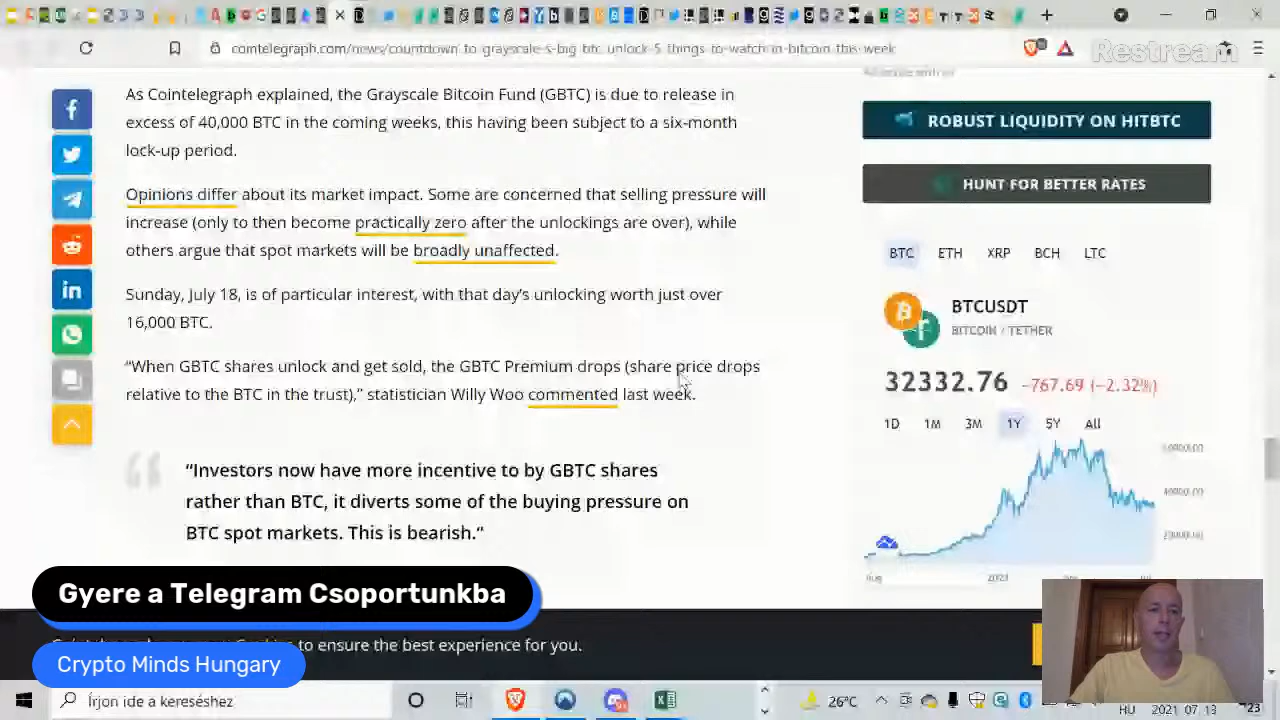 cointelegraph.com/news/countdown-to-grayscale-s-big-btc-unlock-5-things-to-watch-in-bitcoin-this-week
Restream
As Cointelegraph explained, the Grayscale Bitcoin Fund (GBTC) is due to release in
excess of 40,000 BTC in the coming weeks, this having been subject to a six-month
lock-up period.
Opinions differ about its market impact. Some are concerned that selling pressure will
increase (only to then become practically zero after the unlockings are over), while
others argue that spot markets will be broadly unaffected.
Sunday, July 18, is of particular interest, with that day's unlocking worth just over
16,000 BTC.
“When GBTC shares unlock and get sold, the GBTC Premium drops (share price drops
relative to the BTC in the trust),” statistician Willy Woo commented last week.
“Investors now have more incentive to by GBTC shares
rather than BTC, it diverts some of the buying pressure on
BTC spot markets. This is bearish.“
ROBUST LIQUIDITY ON HITBTC
HUNT FOR BETTER RATES
BTC ETH XRP BCH LTC
BTCUSDT
BITCOIN / TETHER
32332.76 -767.69 (-2.32%)
1D 1M 3M 1Y 5Y All
Aug 2021
Gyere a Telegram Csoportunkba
to ensure the best experience for you.
Crypto Minds Hungary
Írjon ide a kereséshez
26°C
HU
2021. 07. 13
23